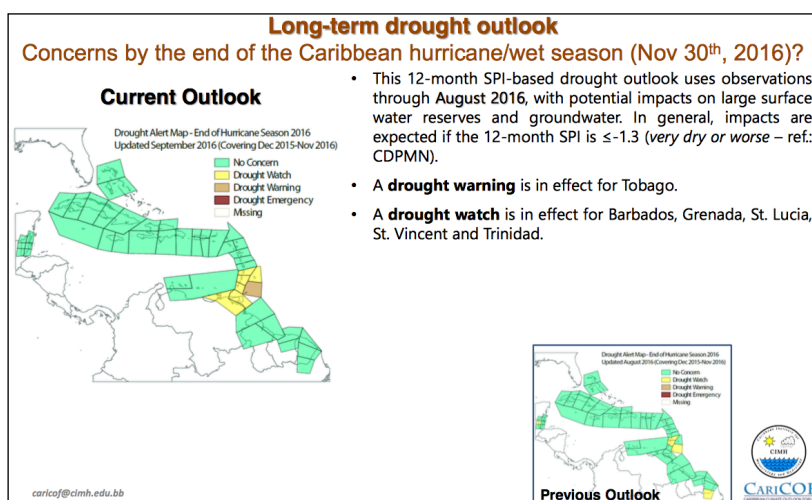 Long-term drought outlook
Concerns by the end of the Caribbean hurricane/wet season (Nov 30th, 2016)?
Current Outlook
Drought Alert Map - End of Hurricane Season 2016
Updated September 2016 (Covering Dec 2015-Nov 2016)
No Concern
Drought Watch
Drought Warning
Drought Emergency
Missing
• This 12-month SPI-based drought outlook uses observations
through August 2016, with potential impacts on large surface
water reserves and groundwater. In general, impacts are
expected if the 12-month SPI is ≤-1.3 (very dry or worse – ref.:
CDPMN).
• A drought warning is in effect for Tobago.
• A drought watch is in effect for Barbados, Grenada, St. Lucia,
St. Vincent and Trinidad.
Drought Alert Map - End of Hurricane Season 2016
Updated August 2016 (Covering Dec 2015-Nov 2016)
No Concern
Drought Watch
Drought Warning
Drought Emergency
Missing
Previous Outlook
CIMH
caricof@cimh.edu.bb